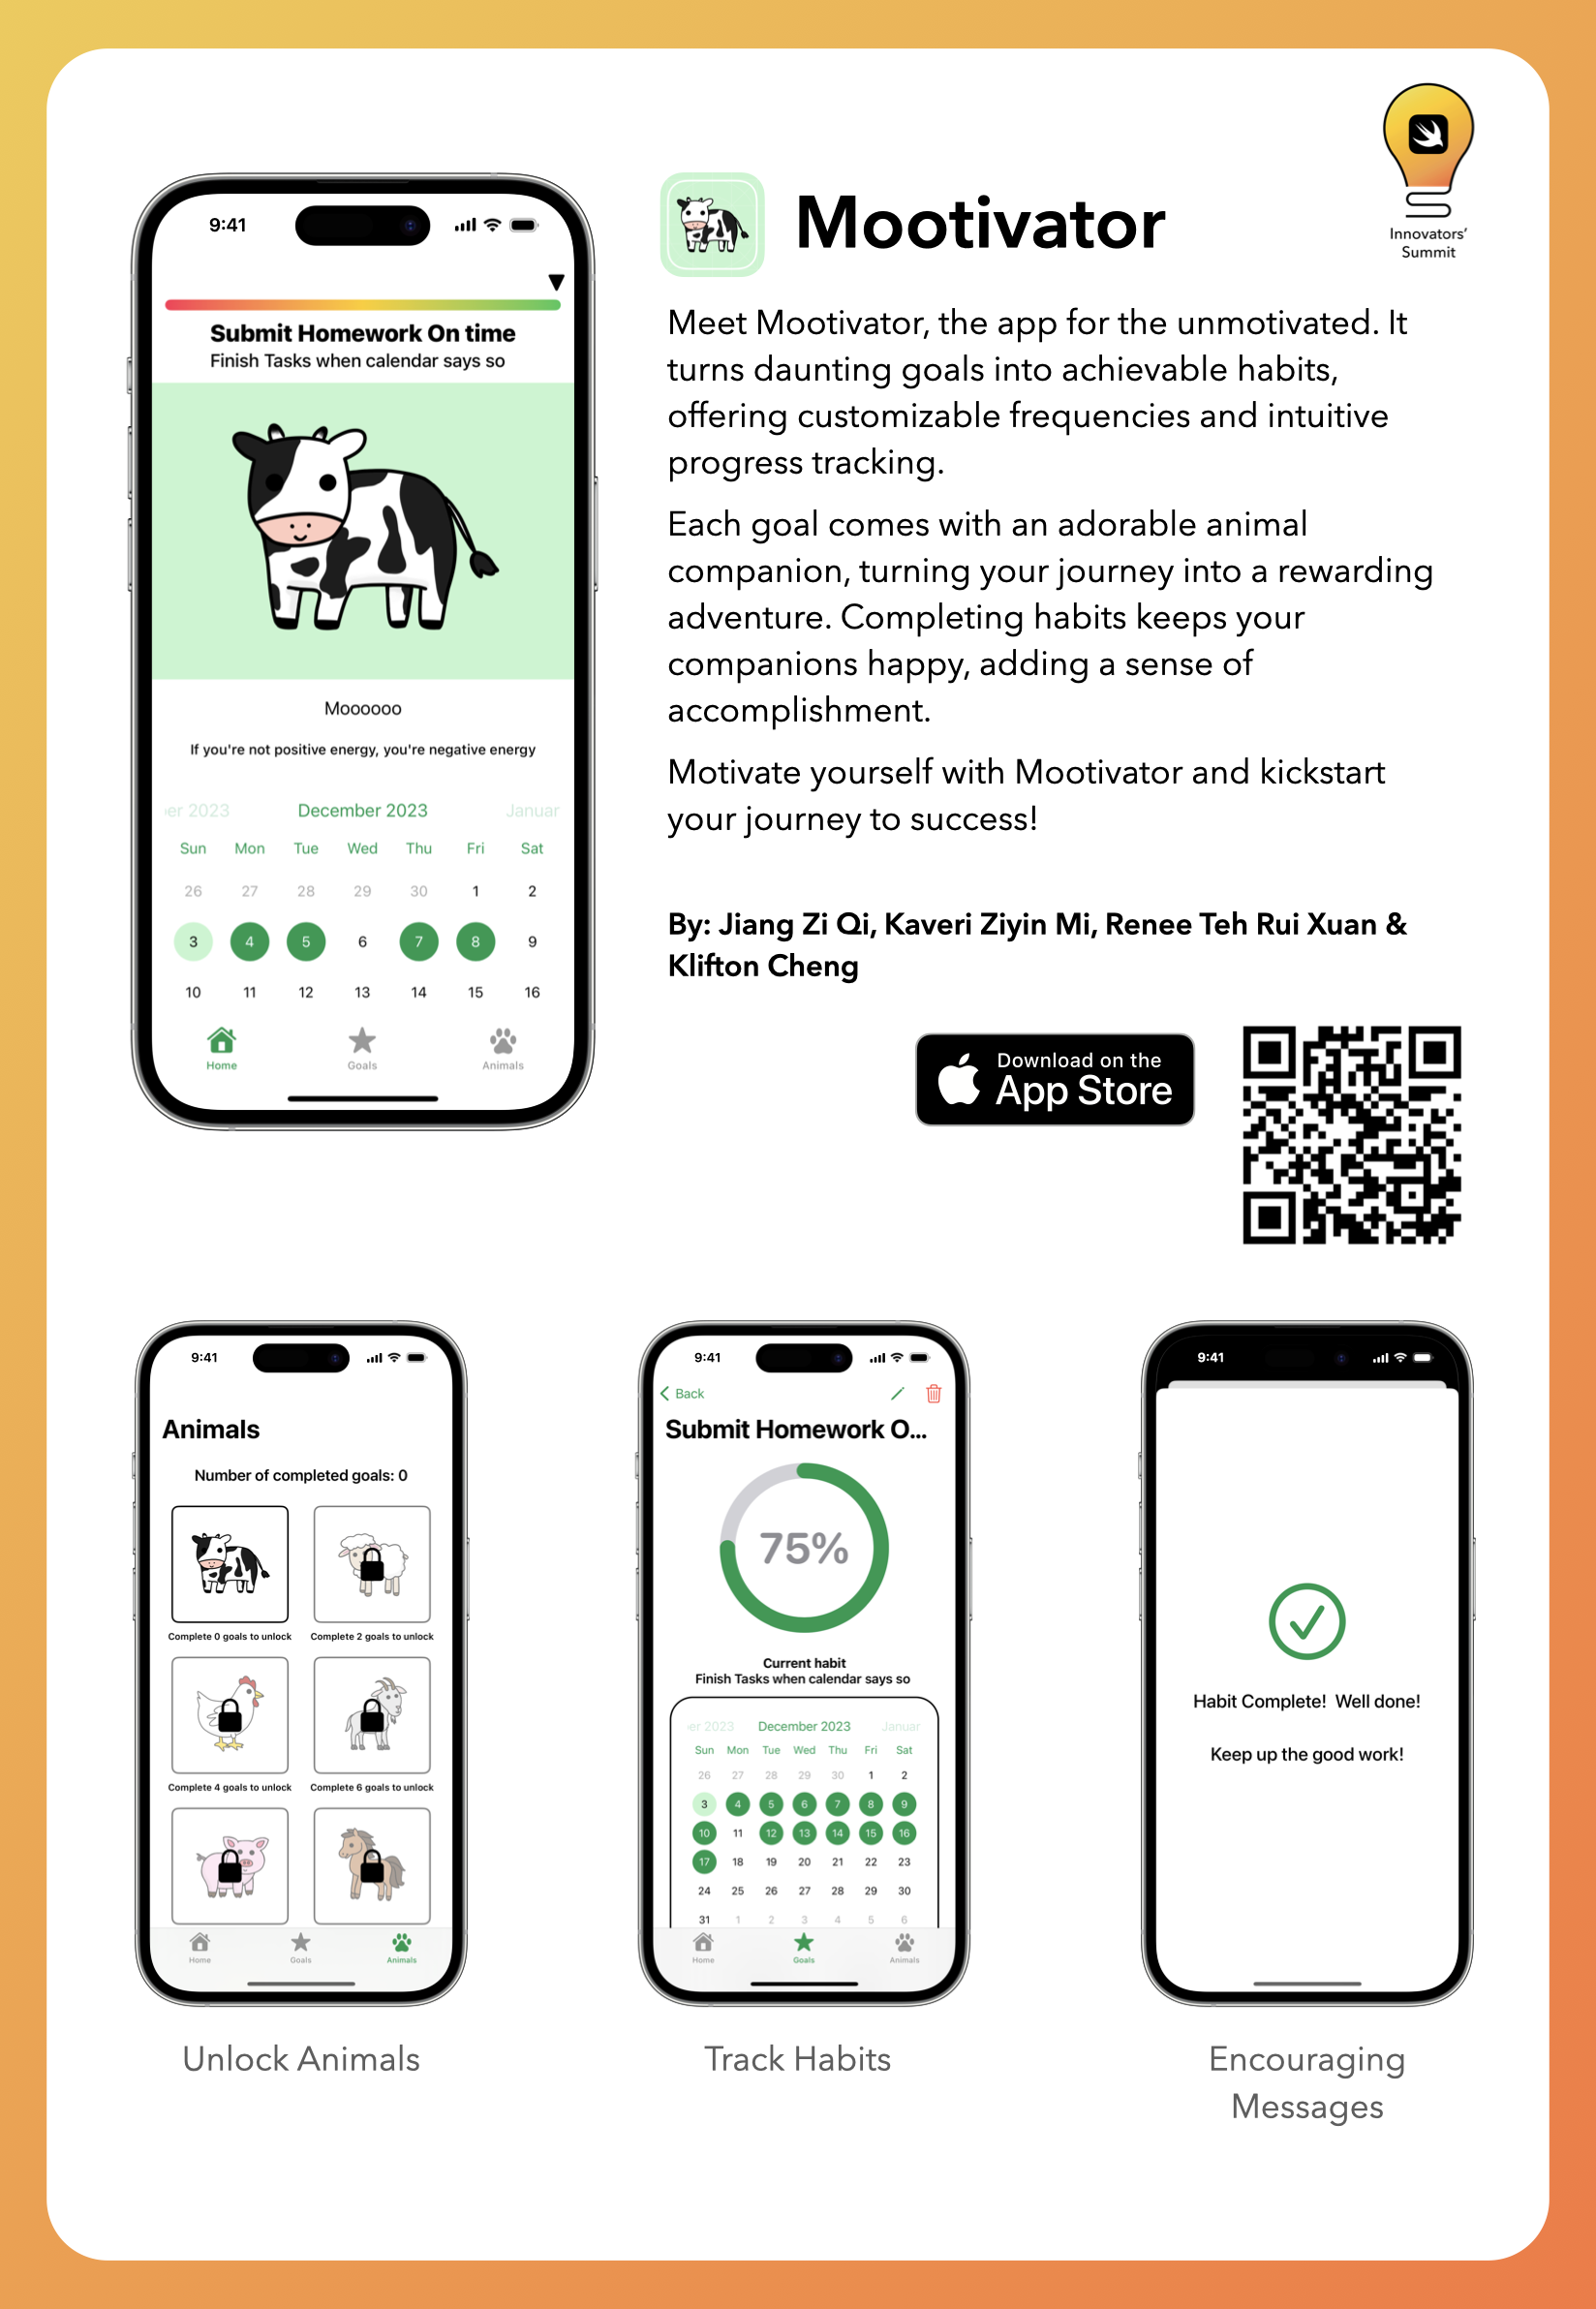 Innovators'
Summit
9:41
Submit Homework On time
Finish Tasks when calendar says so
Moooooo
If you're not positive energy, you're negative energy
er 2023 December 2023 Januar
Sun Mon Tue Wed Thu Fri Sat
26 27 28 29 30 1 2
3 4 5 6 7 8 9
10 11 12 13 14 15 16
Home Goals Animals
Mootivator
Meet Mootivator, the app for the unmotivated. It
turns daunting goals into achievable habits,
offering customizable frequencies and intuitive
progress tracking.
Each goal comes with an adorable animal
companion, turning your journey into a rewarding
adventure. Completing habits keeps your
companions happy, adding a sense of
accomplishment.
Motivate yourself with Mootivator and kickstart
your journey to success!
By: Jiang Zi Qi, Kaveri Ziyin Mi, Renee Teh Rui Xuan &
Klifton Cheng
Download on the
App Store
9:41
Animals
Number of completed goals: 0
Complete 0 goals to unlock Complete 2 goals to unlock
Complete 4 goals to unlock Complete 6 goals to unlock
Home Goals Animals
Unlock Animals
9:41
Back
Submit Homework O...
75%
Current habit
Finish Tasks when calendar says so
er 2023 December 2023 Januar
Sun Mon Tue Wed Thu Fri Sat
26 27 28 29 30 1 2
3 4 5 6 7 8 9
10 11 12 13 14 15 16
17 18 19 20 21 22 23
24 25 26 27 28 29 30
31 1 2 3 4 5 6
Home Goals Animals
Track Habits
9:41
Habit Complete! Well done!
Keep up the good work!
Encouraging
Messages